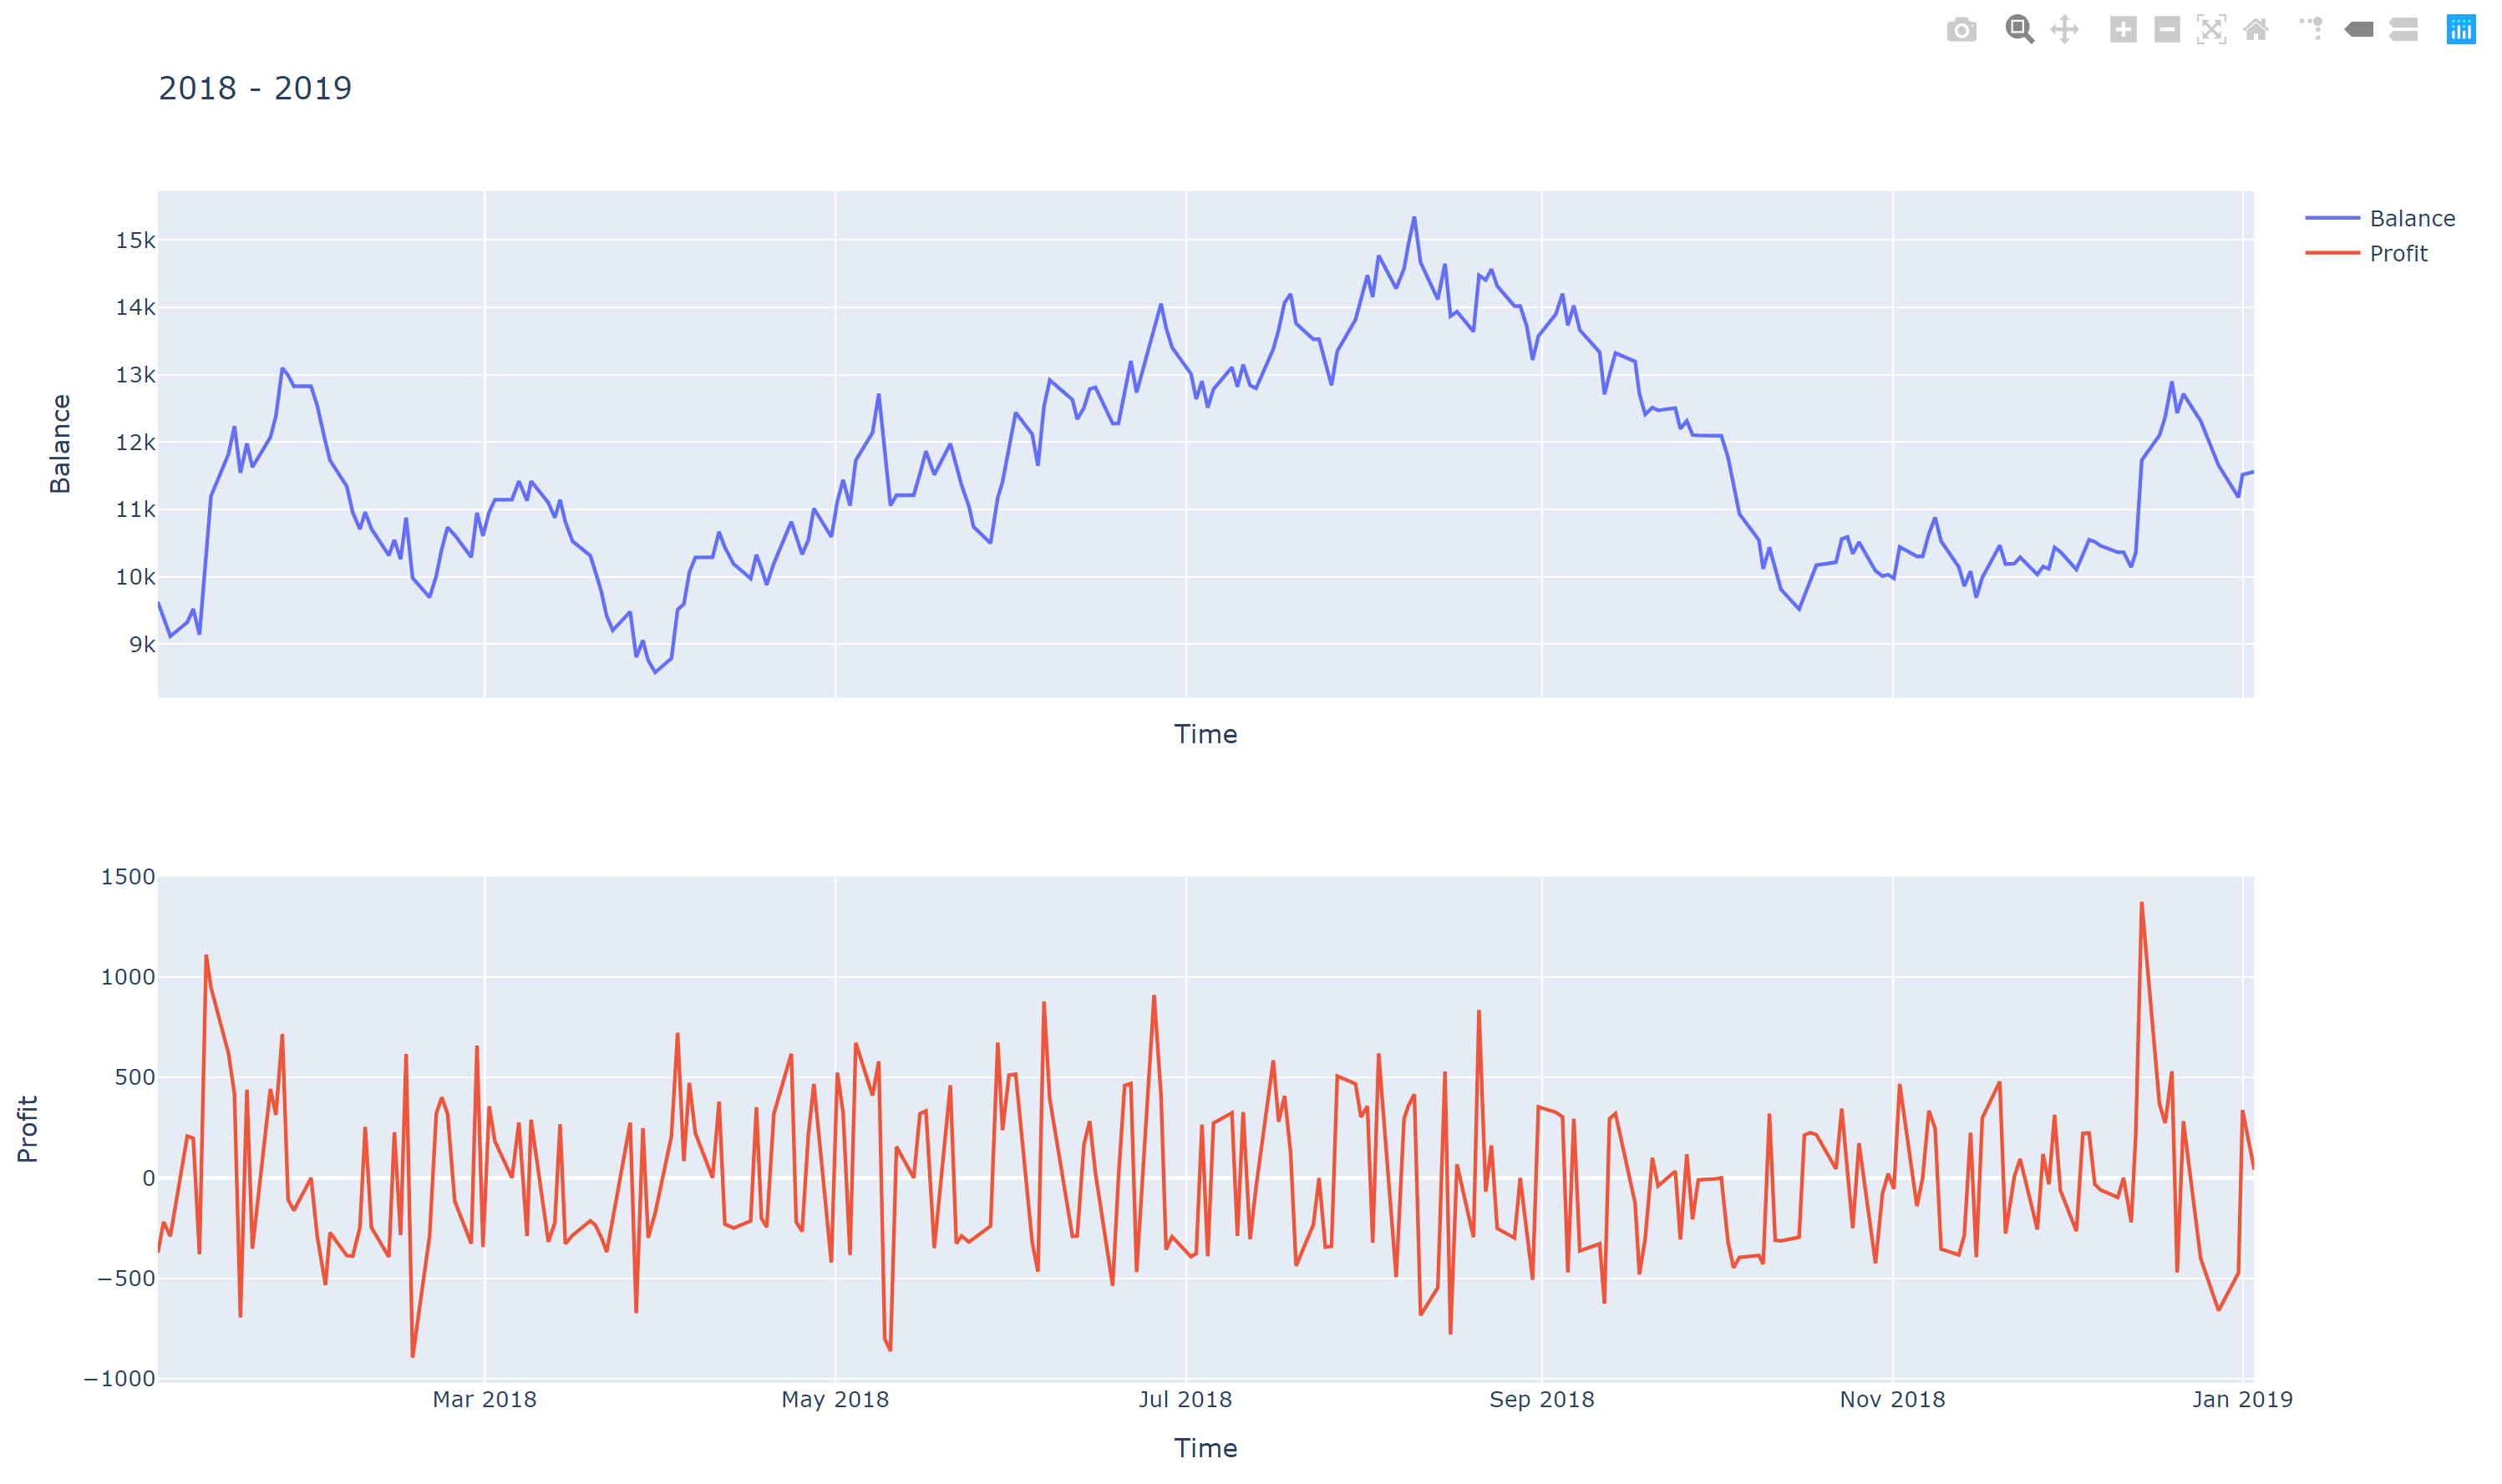 2018 - 2019
Balance
Profit
15k
14k
13k
12k
11k
10k
9k
Balance
Time
1500
1000
500
0
−500
−1000
Profit
Mar 2018
May 2018
Jul 2018
Sep 2018
Nov 2018
Jan 2019
Time